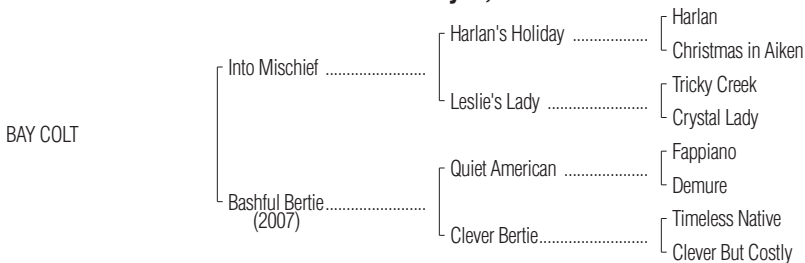 Harlan
Harlan's Holiday ..................
Christmas in Aiken
Into Mischief ........................
Tricky Creek
Leslie's Lady ........................
Crystal Lady
BAY COLT
Fappiano
Quiet American ....................
Demure
Bashful Bertie........................
(2007)
Timeless Native
Clever Bertie..........................
Clever But Costly